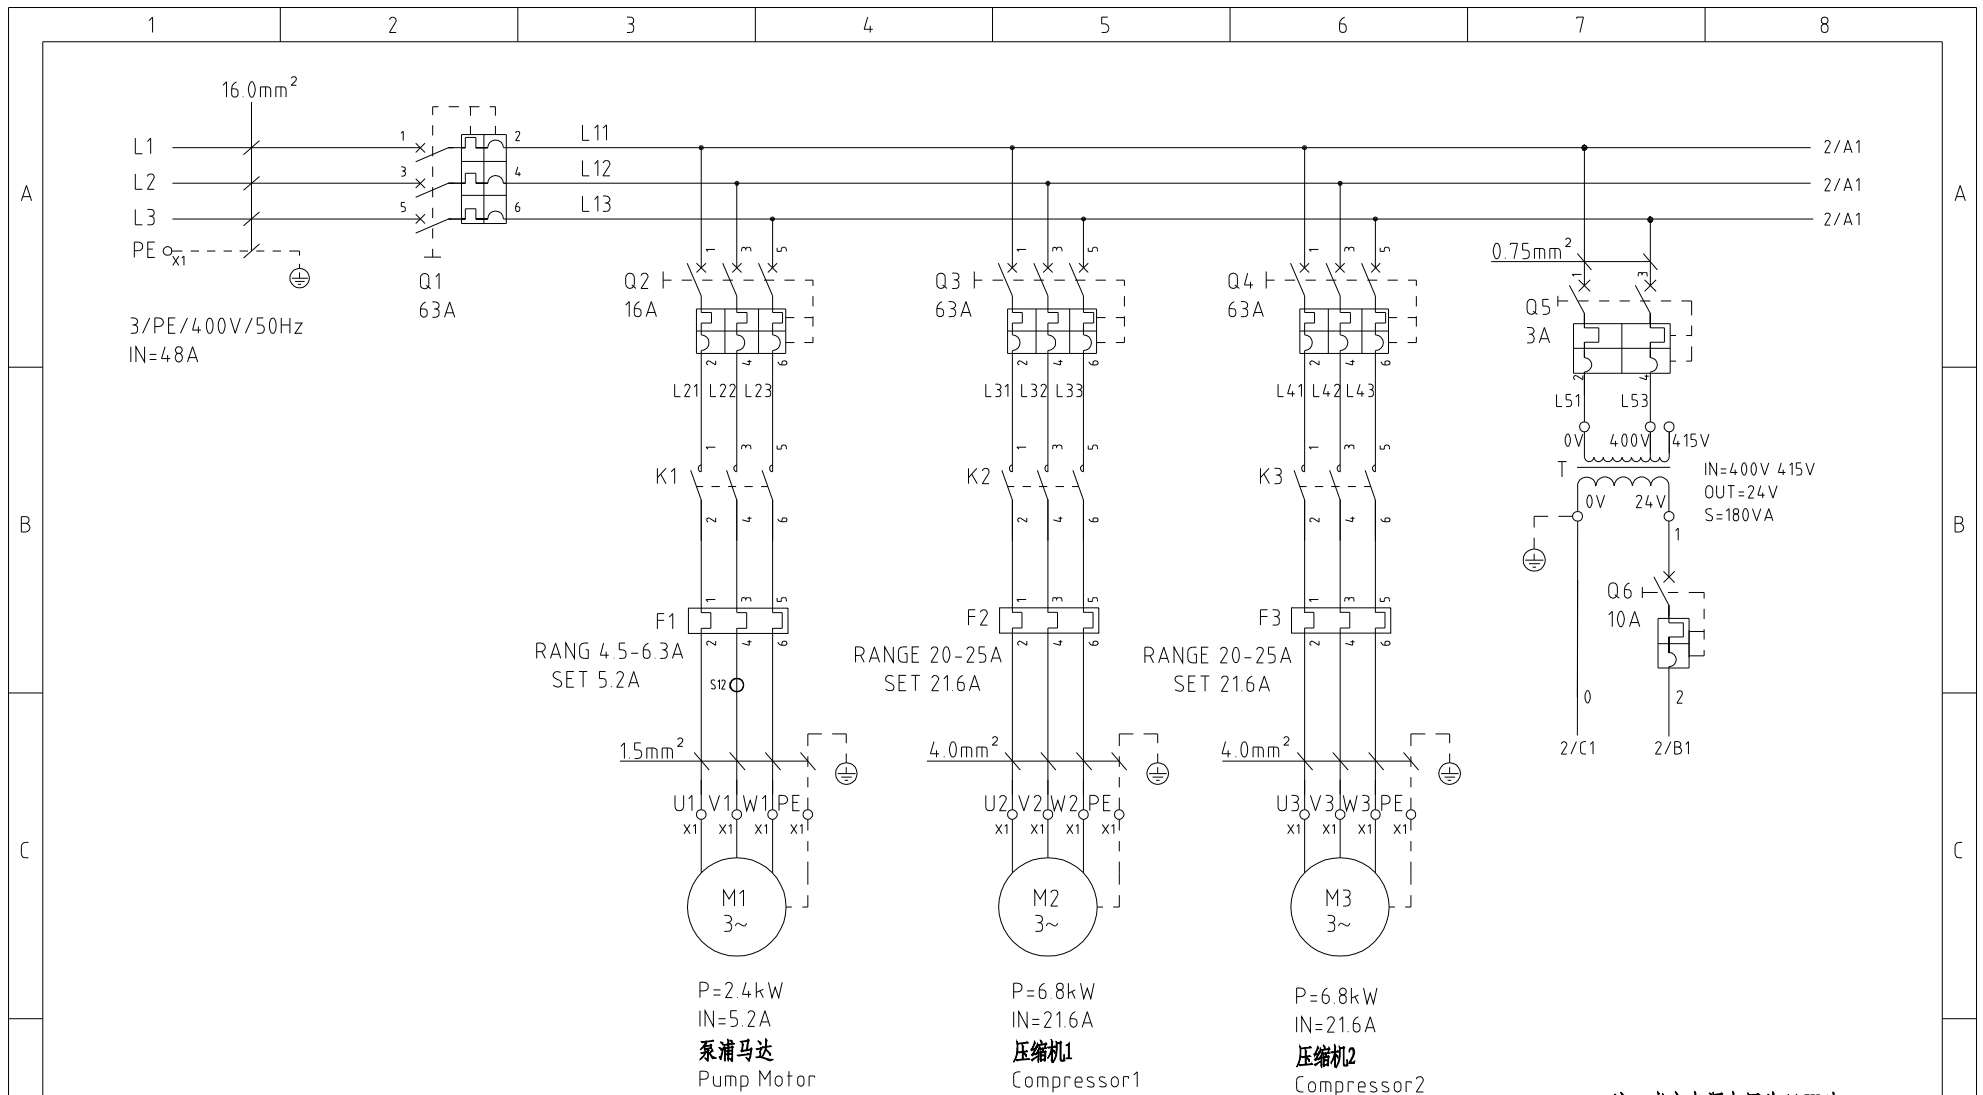 1 2 3 4 5 6 7 8
16.0mm²
L1 1 2 L11 2/A1
L2 3 4 L12 2/A1
L3 5 6 L13 2/A1
PE X1
A A
Q1
63A
3/PE/400V/50Hz
IN=48A
1 3 5
Q2
16A
2 4 6
L21 L22 L23
1 3 5
K1
2 4 6
1 3 5
F1
2 4 6
RANG 4.5-6.3A
SET 5.2A
S12
1.5mm²
U1 V1 W1 PE
X1 X1 X1 X1
M1
3~
P=2.4kW
IN=5.2A
泵浦马达
Pump Motor
1 3 5
Q3
63A
2 4 6
L31 L32 L33
1 3 5
K2
2 4 6
1 3 5
F2
2 4 6
RANGE 20-25A
SET 21.6A
4.0mm²
U2 V2 W2 PE
X1 X1 X1 X1
M2
3~
P=6.8kW
IN=21.6A
压缩机1
Compressor1
1 3 5
Q4
63A
2 4 6
L41 L42 L43
1 3 5
K3
2 4 6
1 3 5
F3
2 4 6
RANGE 20-25A
SET 21.6A
4.0mm²
U3 V3 W3 PE
X1 X1 X1 X1
M3
3~
P=6.8kW
IN=21.6A
压缩机2
Compressor2
0.75mm²
1 3
Q5
3A
2 4
L51 L53
0V 400V 415V
T
IN=400V 415V
OUT=24V
S=180VA
0V 24V
1
Q6
10A
0 2
2/C1 2/B1
B B
C C